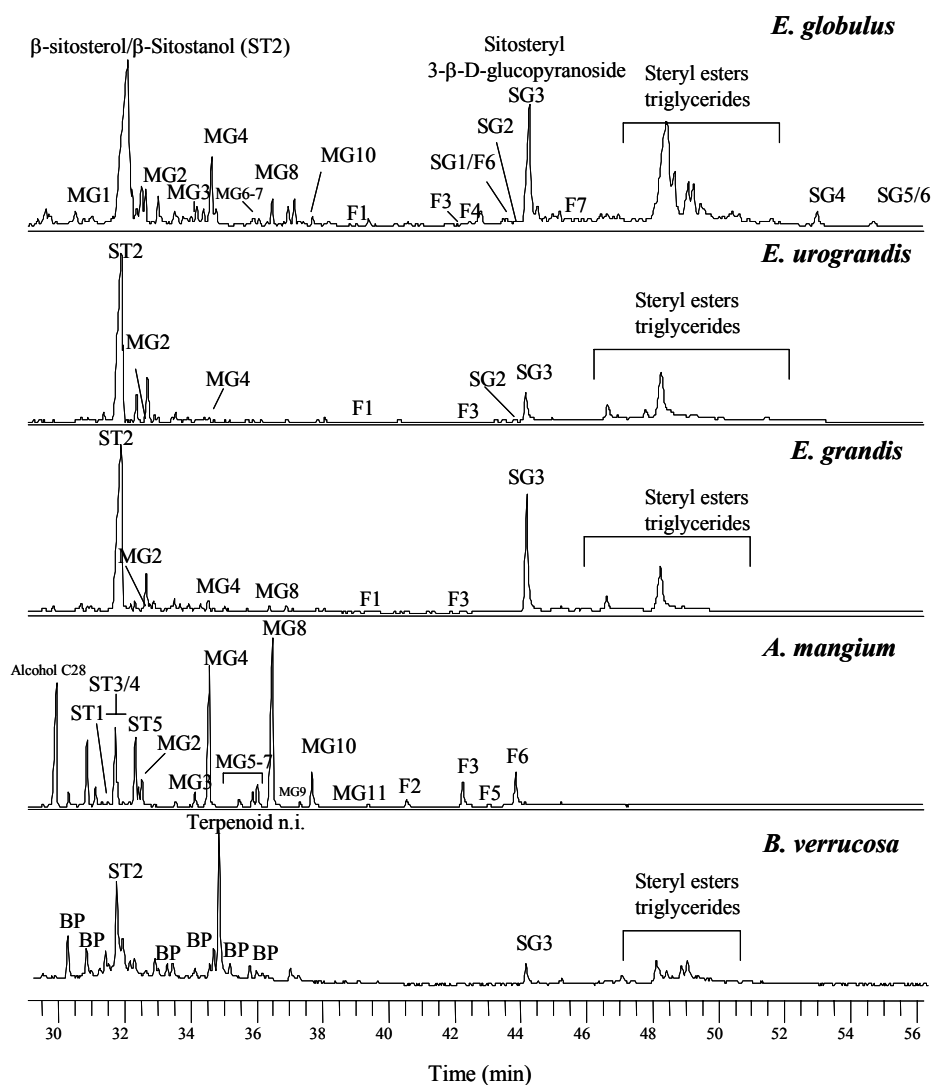 E. globulus
β-sitosterol/β-Sitostanol (ST2)
Sitosteryl
3-β-D-glucopyranoside
SG3
Steryl esters
triglycerides
SG2
MG4
SG1/F6
MG10
MG8
MG2
MG1
MG3
MG6-7
F1
F3
F4
F7
SG4
SG5/6
E. urograndis
ST2
MG2
MG4
F1
F3
SG2
SG3
Steryl esters
triglycerides
E. grandis
ST2
MG2
MG4
MG8
F1
F3
SG3
Steryl esters
triglycerides
A. mangium
Alcohol C28
ST3/4
ST1
ST5
MG2
MG3
MG4
MG5-7
MG8
MG9
MG10
MG11
F2
F3
F5
F6
B. verrucosa
Terpenoid n.i.
ST2
BP
BP
BP
BP
BP
BP
SG3
Steryl esters
triglycerides
30 32 34 36 38 40 42 44 46 48 50 52 54 56
Time (min)